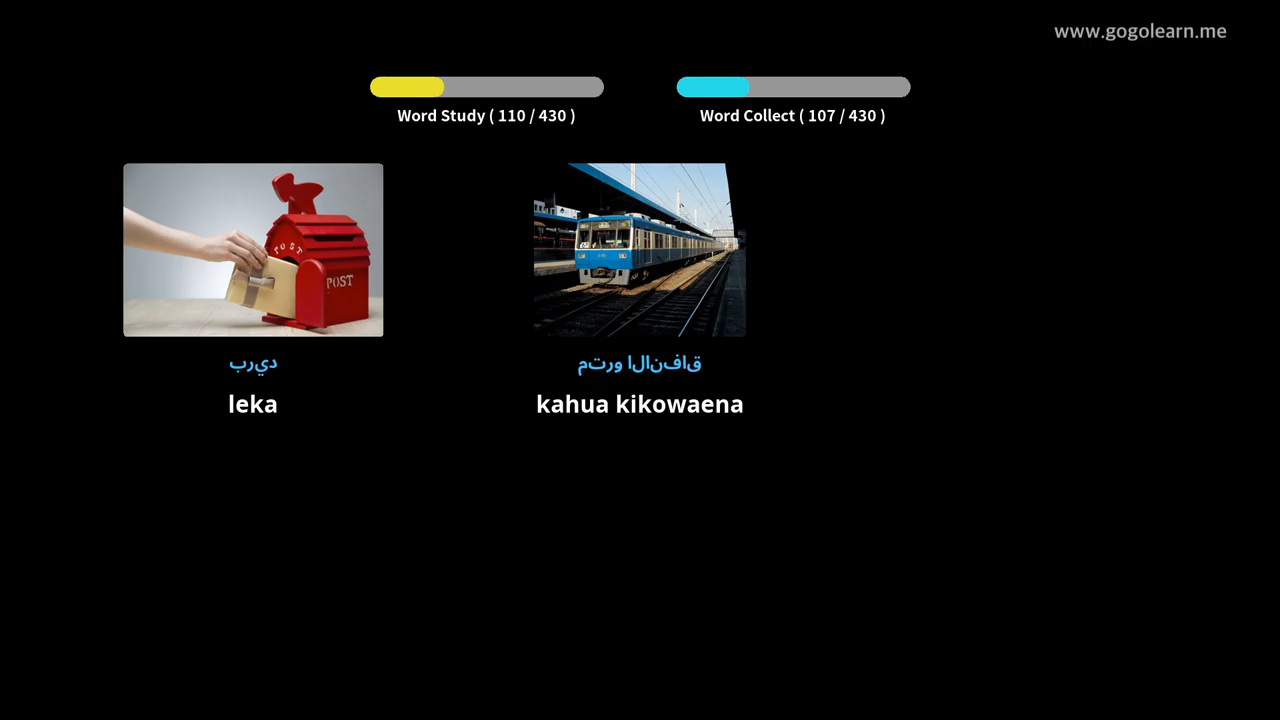 www.gogolearn.me
Word Study ( 110 / 430 )
Word Collect ( 107 / 430 )
POST
POST
بريد
مترو الانفاق
leka
kahua kikowaena